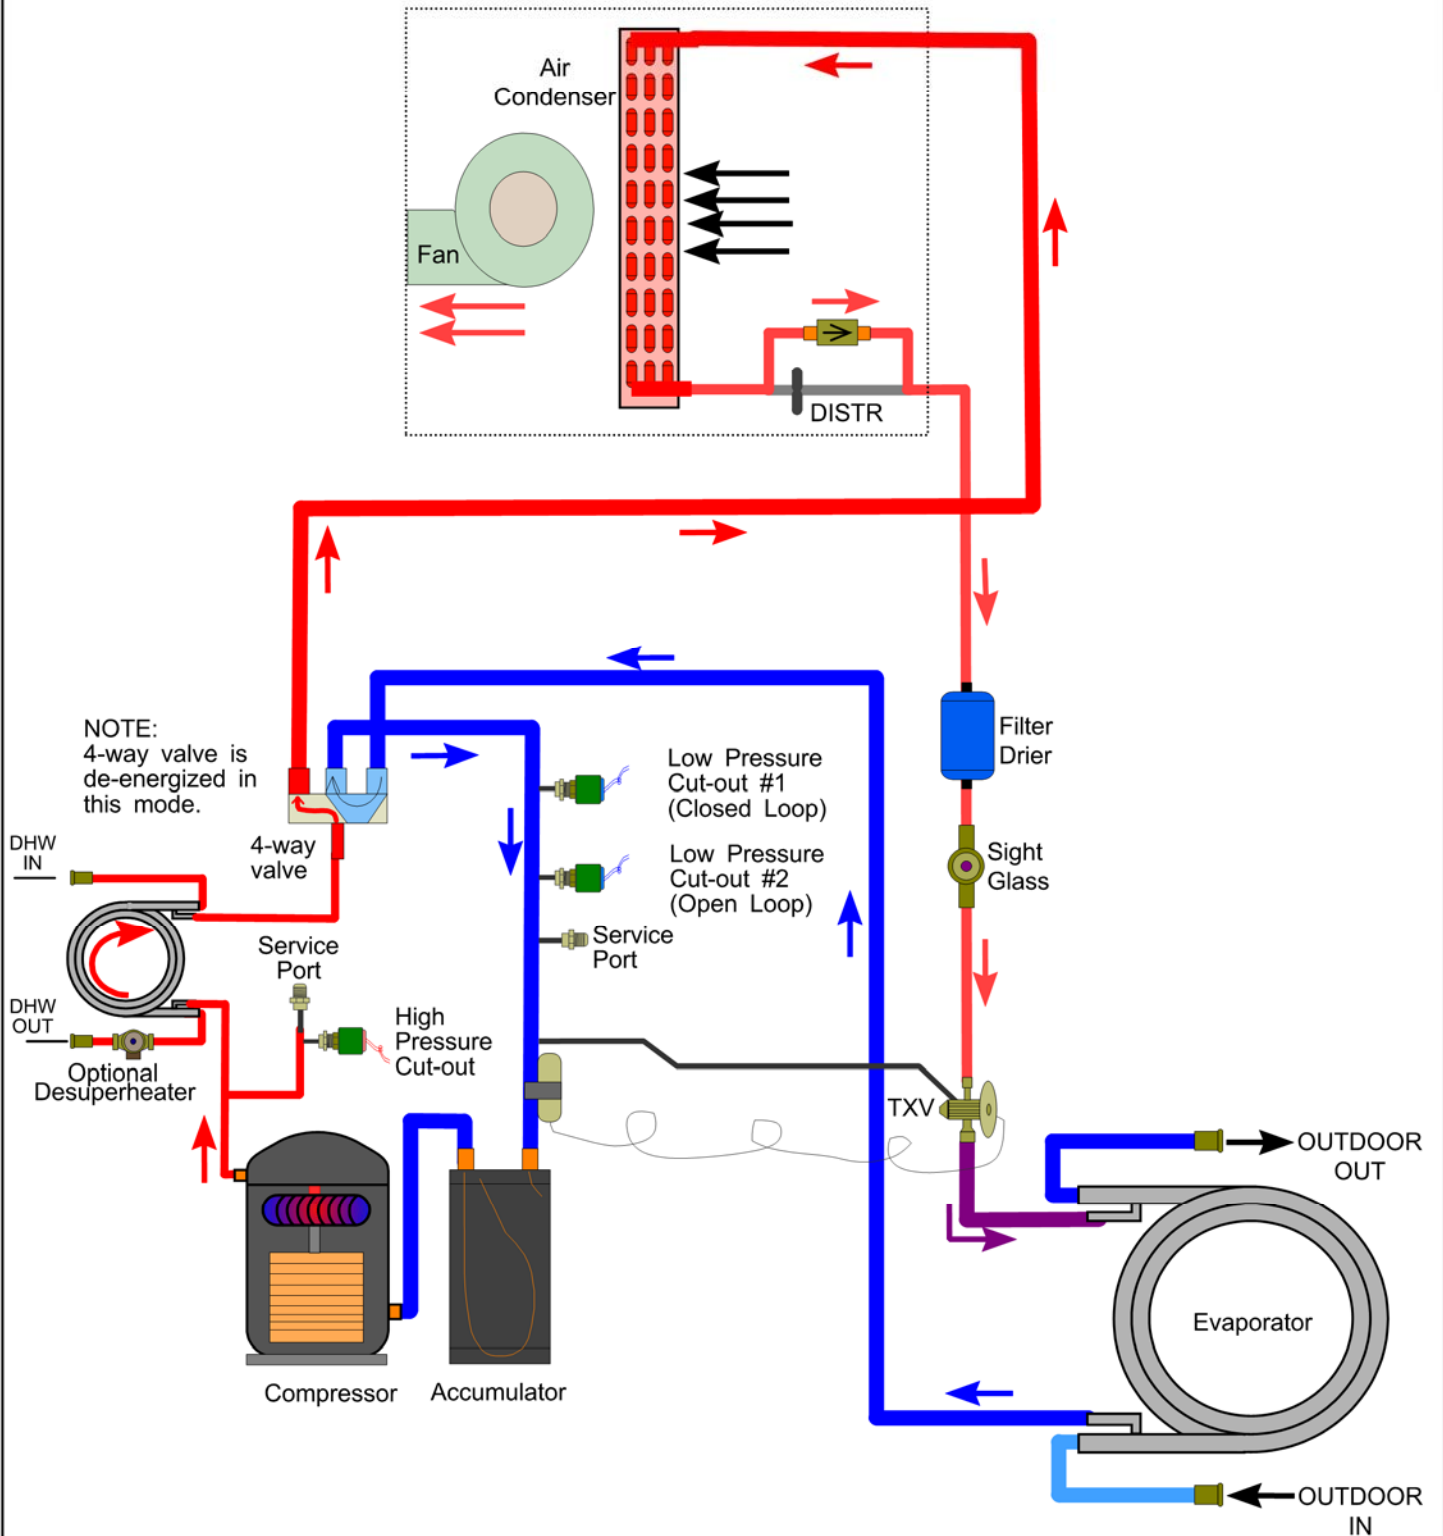 Air
Condenser
Fan
DISTR
Filter
Drier
NOTE:
4-way valve is
de-energized in
this mode.
Low Pressure
Cut-out #1
(Closed Loop)
4-way
valve
DHW
IN
Low Pressure
Cut-out #2
(Open Loop)
Sight
Glass
Service
Port
Service
Port
DHW
OUT
High
Pressure
Cut-out
Optional
Desuperheater
TXV
OUTDOOR
OUT
Evaporator
Compressor
Accumulator
OUTDOOR
IN